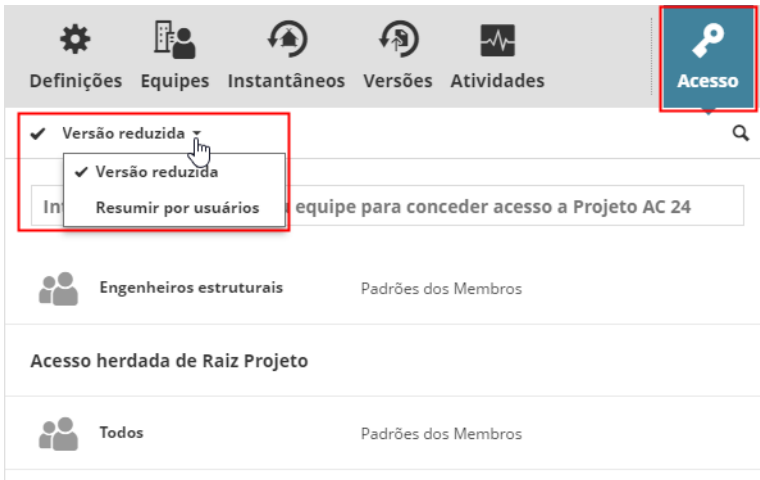 Definições Equipes Instantâneos Versões Atividades Acesso
Versão reduzida
Versão reduzida
Resumir por usuários
equipe para conceder acesso a Projeto AC 24
Engenheiros estruturais Padrões dos Membros
Acesso herdada de Raiz Projeto
Todos Padrões dos Membros